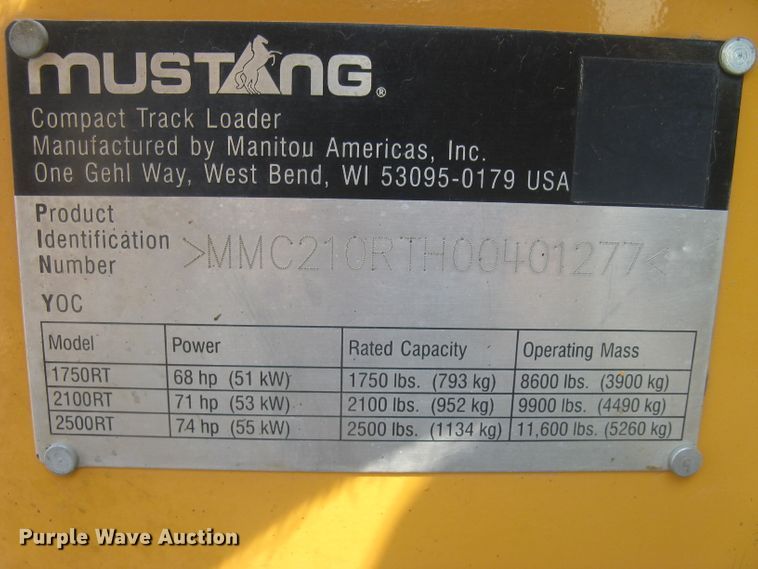 MUSTANG®
Compact Track Loader
Manufactured by Manitou Americas, Inc.
One Gehl Way, West Bend, WI 53095-0179 USA
Product
Identification >MMC210RTH00401277<
Number
YOC
Model Power Rated Capacity Operating Mass
1750RT 68 hp (51 kW) 1750 lbs. (793 kg) 8600 lbs. (3900 kg)
2100RT 71 hp (53 kW) 2100 lbs. (952 kg) 9900 lbs. (4490 kg)
2500RT 74 hp (55 kW) 2500 lbs. (1134 kg) 11,600 lbs. (5260 kg)
Purple Wave Auction